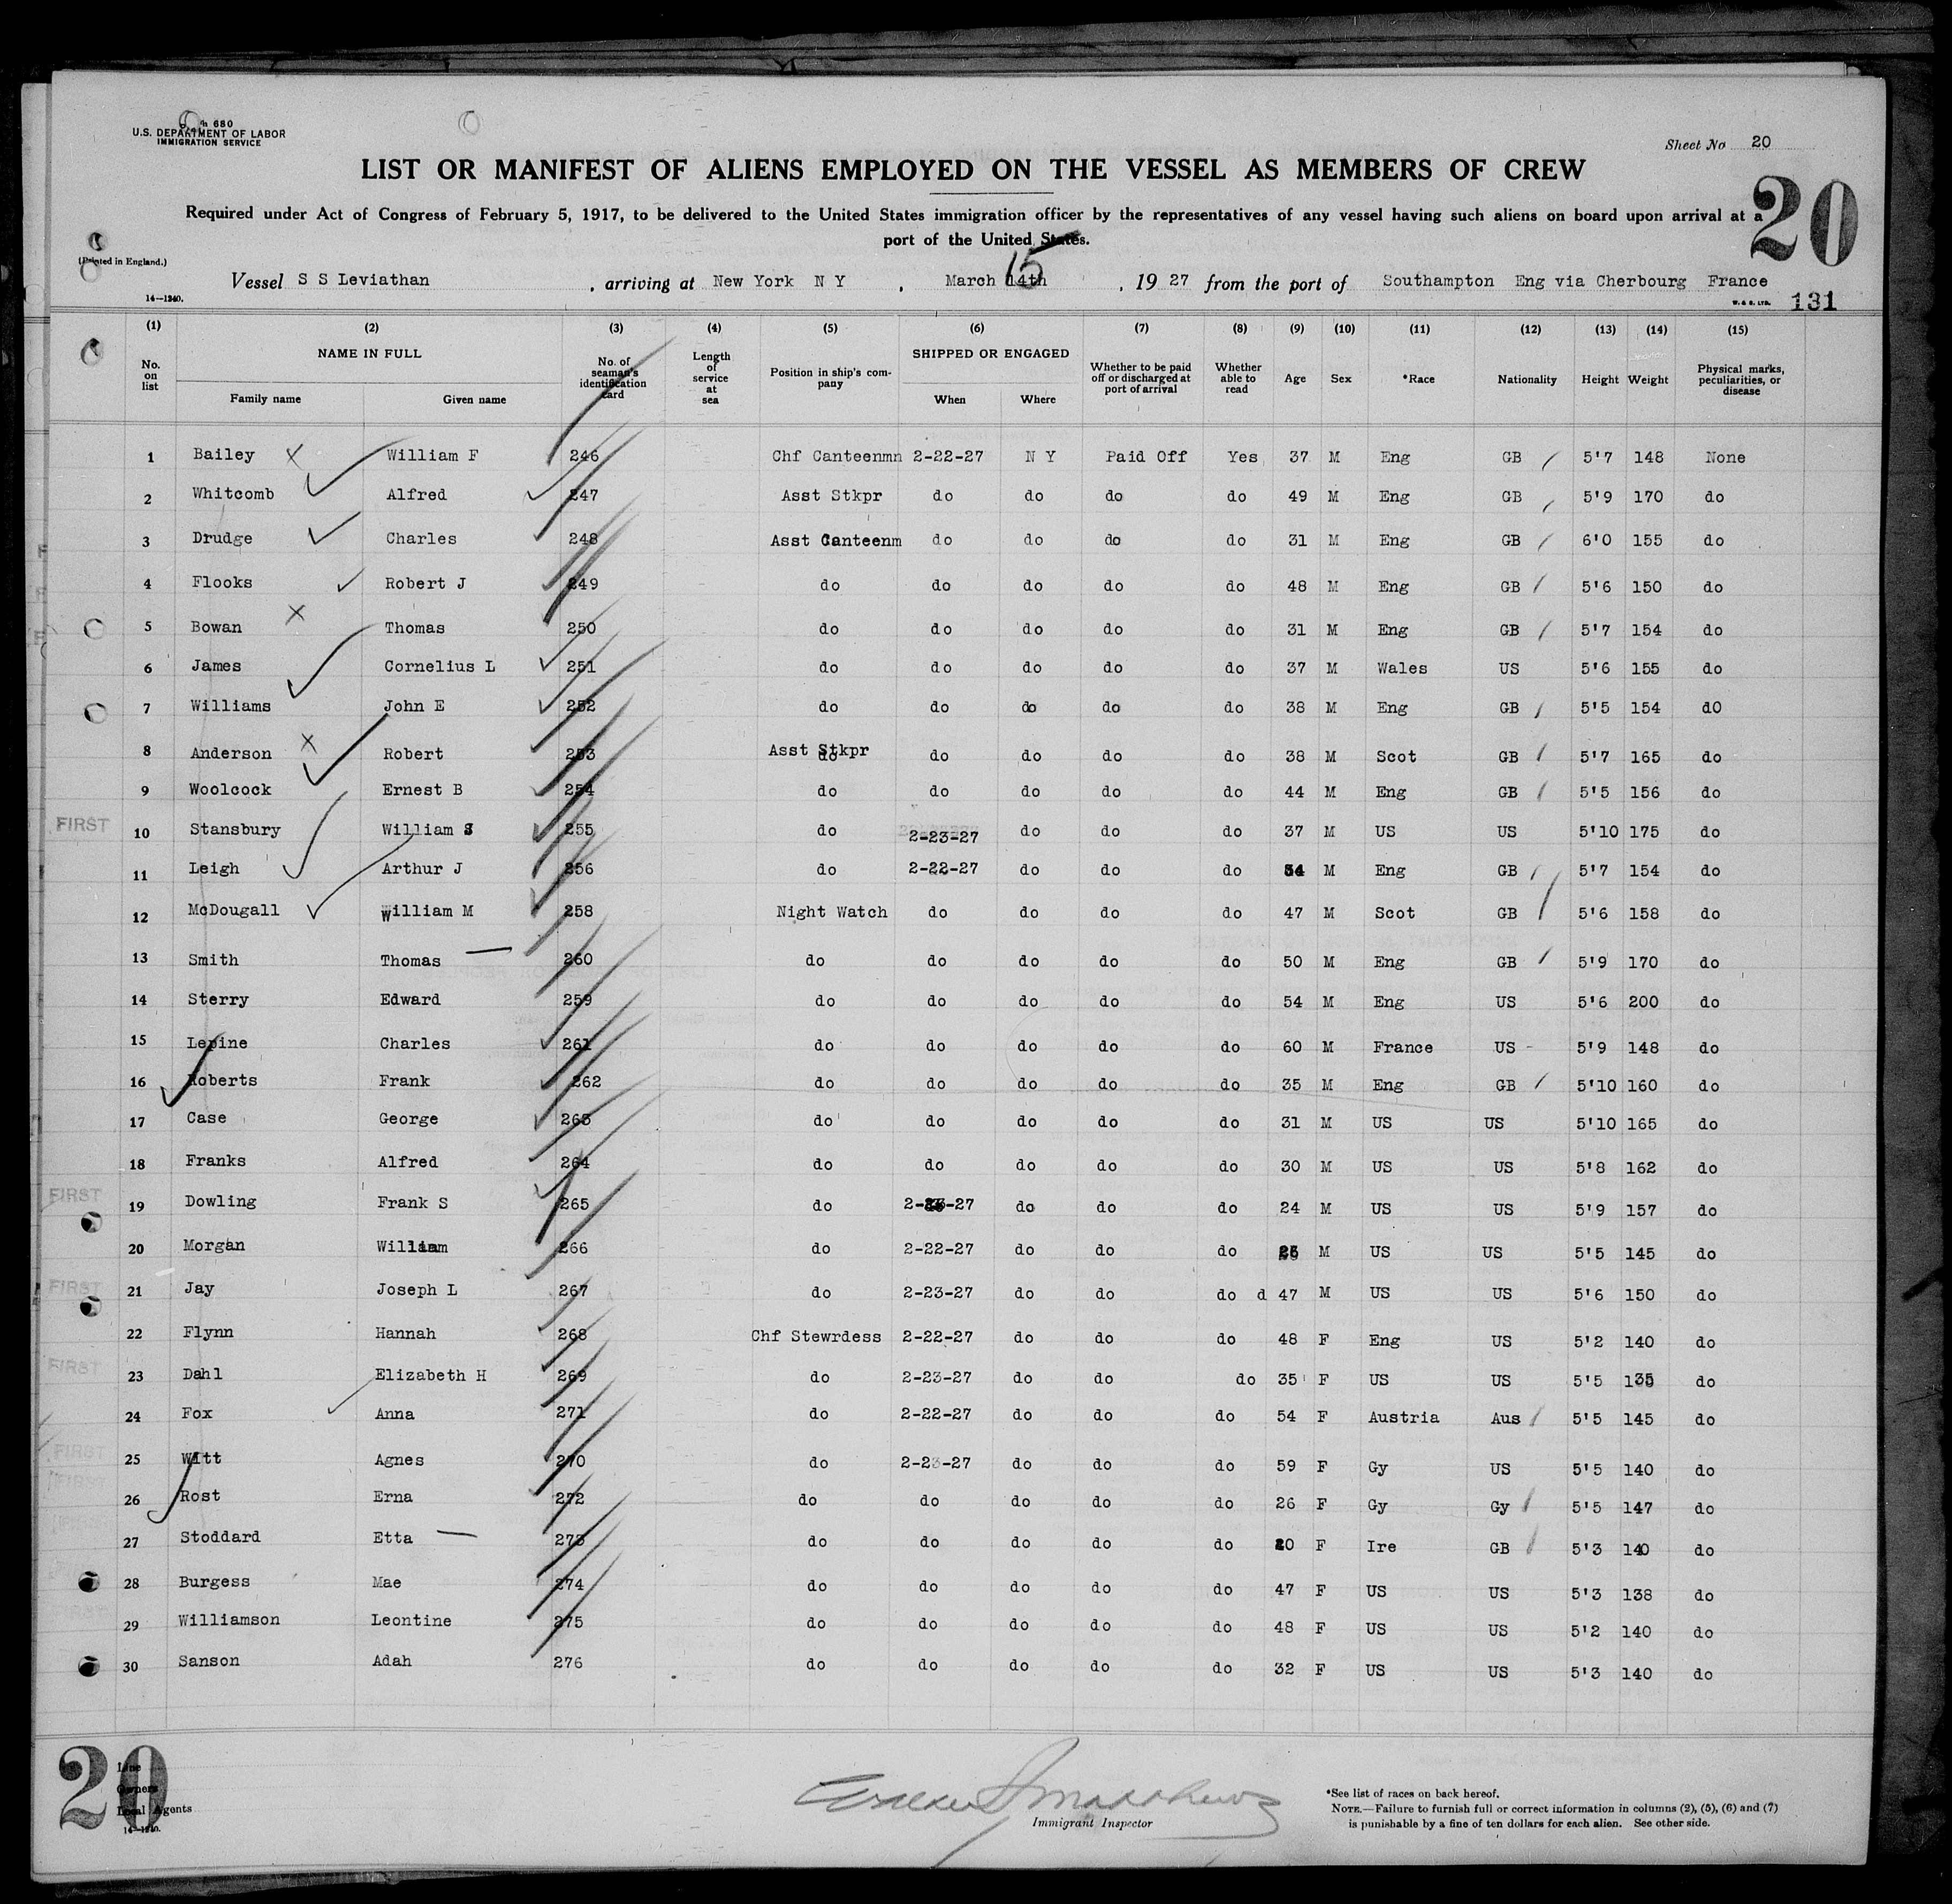 Form 680
U.S. DEPARTMENT OF LABOR
IMMIGRATION SERVICE
Sheet No 20
LIST OR MANIFEST OF ALIENS EMPLOYED ON THE VESSEL AS MEMBERS OF CREW
20
Required under Act of Congress of February 5, 1917, to be delivered to the United States immigration officer by the representatives of any vessel having such aliens on board upon arrival at a
port of the United States.
(Printed in England.)
15
Vessel S S Leviathan , arriving at New York N Y , March 14th , 19 27 from the port of Southampton Eng via Cherbourg France
14—1240. W. & S. LTD. 131
(1) (2) (3) (4) (5) (6) (7) (8) (9) (10) (11) (12) (13) (14) (15)
No. on list NAME IN FULL Family name Given name No. of seaman's identification card Length of service at sea Position in ship's company SHIPPED OR ENGAGED When Where Whether to be paid off or discharged at port of arrival Whether able to read Age Sex *Race Nationality Height Weight Physical marks, peculiarities, or disease
1 Bailey William F 246 Chf Canteenmn 2-22-27 N Y Paid Off Yes 37 M Eng GB 5'7 148 None
2 Whitcomb Alfred 247 Asst Stkpr do do do do 49 M Eng GB 5'9 170 do
3 Drudge Charles 248 Asst Canteenm do do do do 31 M Eng GB 6'0 155 do
4 Flooks Robert J 249 do do do do do 48 M Eng GB 5'6 150 do
5 Bowan Thomas 250 do do do do do 31 M Eng GB 5'7 154 do
6 James Cornelius L 251 do do do do do 37 M Wales US 5'6 155 do
7 Williams John E 252 do do do do do 38 M Eng GB 5'5 154 dO
8 Anderson Robert 253 Asst Stkpr do do do do do 38 M Scot GB 5'7 165 do
9 Woolcock Ernest B 254 do do do do do 44 M Eng GB 5'5 156 do
FIRST 10 Stansbury William S 255 do 2-23-27 do do do 37 M US US 5'10 175 do
11 Leigh Arthur J 256 do 2-22-27 do do do 34 M Eng GB 5'7 154 do
12 McDougall William M 258 Night Watch do do do do 47 M Scot GB 5'6 158 do
13 Smith Thomas 260 do do do do do 50 M Eng GB 5'9 170 do
14 Sterry Edward 259 do do do do do 54 M Eng US 5'6 200 do
15 Lepine Charles 261 do do do do do 60 M France US 5'9 148 do
16 Roberts Frank 262 do do do do do 35 M Eng GB 5'10 160 do
17 Case George 263 do do do do do 31 M US US 5'10 165 do
18 Franks Alfred 264 do do do do do 30 M US US 5'8 162 do
FIRST 19 Dowling Frank S 265 do 2-23-27 do do do 24 M US US 5'9 157 do
20 Morgan William 266 do 2-22-27 do do do M US US 5'5 145 do
FIRST 21 Jay Joseph L 267 do 2-23-27 do do do d 47 M US US 5'6 150 do
22 Flynn Hannah 268 Chf Stewrdess 2-22-27 do do do 48 F Eng US 5'2 140 do
FIRST 23 Dahl Elizabeth H 269 do 2-23-27 do do do 35 F US US 5'5 135 do
24 Fox Anna 271 do 2-22-27 do do do 54 F Austria Aus 5'5 145 do
FIRST 25 Witt Agnes 270 do 2-23-27 do do do 59 F Gy US 5'5 140 do
FIRST 26 Rost Erna 272 do do do do do 26 F Gy Gy 5'5 147 do
27 Stoddard Etta 273 do do do do do 20 F Ire GB 5'3 140 do
28 Burgess Mae 274 do do do do do 47 F US US 5'3 138 do
29 Williamson Leontine 275 do do do do do 48 F US US 5'2 140 do
30 Sanson Adah 276 do do do do do 32 F US US 5'3 140 do
20
Line
Owners
Local Agents
14—1240.
Immigrant Inspector
*See list of races on back hereof.
NOTE.—Failure to furnish full or correct information in columns (2), (5), (6) and (7)
is punishable by a fine of ten dollars for each alien. See other side.